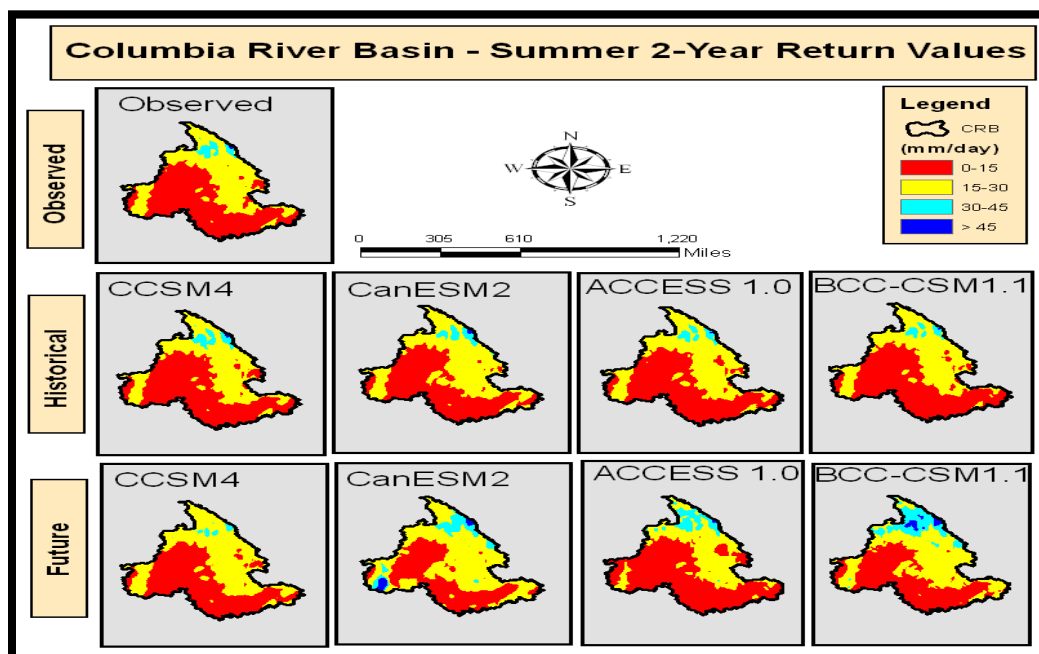 Columbia River Basin - Summer 2-Year Return Values
Observed
Observed
N
W E
S
0 305 610 1,220
Miles
Legend
CRB
(mm/day)
0-15
15-30
30-45
> 45
Historical
CCSM4
CanESM2
ACCESS 1.0
BCC-CSM1.1
Future
CCSM4
CanESM2
ACCESS 1.0
BCC-CSM1.1